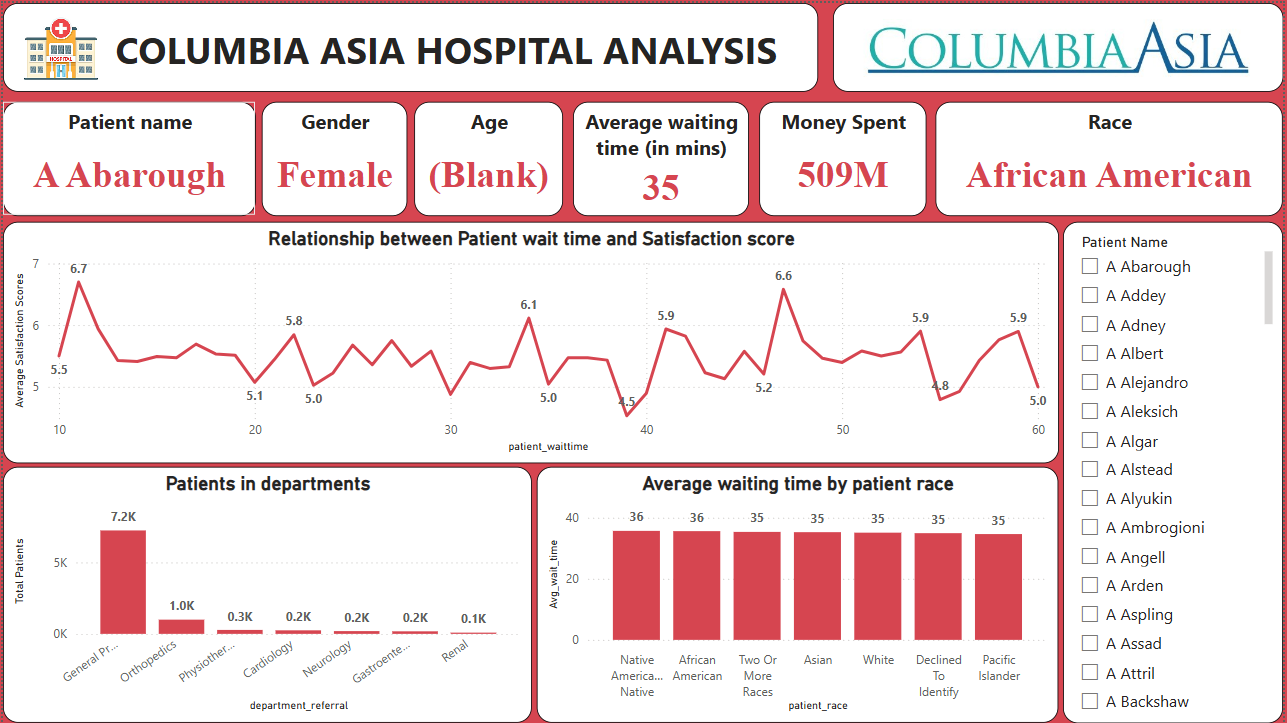 HOSPITAL
H
COLUMBIA ASIA HOSPITAL ANALYSIS
COLUMBIAASIA
Patient name
A Abarough
Gender
Female
Age
(Blank)
Average waiting
time (in mins)
35
Money Spent
509M
Race
African American
Relationship between Patient wait time and Satisfaction score
Average Satisfaction Scores
7
6
5
6.7
5.5
5.1
5.8
5.0
6.1
5.0
4.5
5.9
5.2
6.6
5.9
4.8
5.9
5.0
10
20
30
40
50
60
patient_waittime
Patient Name
A Abarough
A Addey
A Adney
A Albert
A Alejandro
A Aleksich
A Algar
A Alstead
A Alyukin
A Ambrogioni
A Angell
A Arden
A Aspling
A Assad
A Attril
A Backshaw
Patients in departments
Total Patients
5K
0K
7.2K
1.0K
0.3K
0.2K
0.2K
0.2K
0.1K
General Pr...
Orthopedics
Physiother...
Cardiology
Neurology
Gastroente...
Renal
department_referral
Average waiting time by patient race
Avg_wait_time
40
20
0
36
36
35
35
35
35
35
Native
America...
Native
African
American
Two Or
More
Races
Asian
White
Declined
To
Identify
Pacific
Islander
patient_race